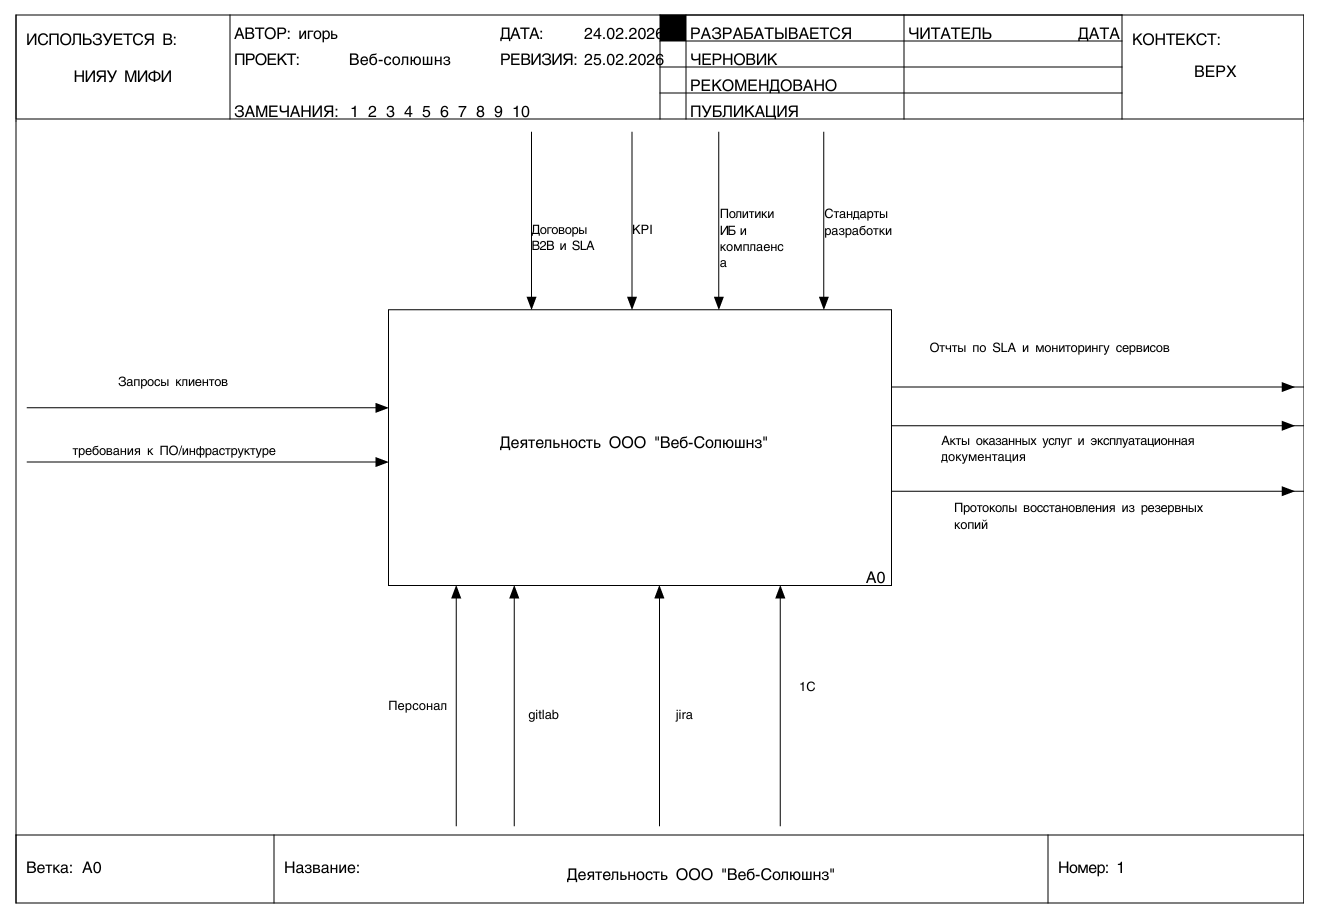 ИСПОЛЬЗУЕТСЯ В:
НИЯУ МИФИ
АВТОР: игорь
ДАТА: 24.02.2026
ПРОЕКТ: Веб-солюшнз
РЕВИЗИЯ: 25.02.2026
ЗАМЕЧАНИЯ: 1 2 3 4 5 6 7 8 9 10
РАЗРАБАТЫВАЕТСЯ
ЧЕРНОВИК
РЕКОМЕНДОВАНО
ПУБЛИКАЦИЯ
ЧИТАТЕЛЬ ДАТА
КОНТЕКСТ:
ВЕРХ
Договоры
B2B и SLA
KPI
Политики
ИБ и
комплаенс
а
Стандарты
разработки
Запросы клиентов
требования к ПО/инфраструктуре
Деятельность ООО "Веб-Солюшнз"
A0
Отчты по SLA и мониторингу сервисов
Акты оказанных услуг и эксплуатационная
документация
Протоколы восстановления из резервных
копий
Персонал
gitlab
jira
1С
Ветка: A0
Название:
Деятельность ООО "Веб-Солюшнз"
Номер: 1